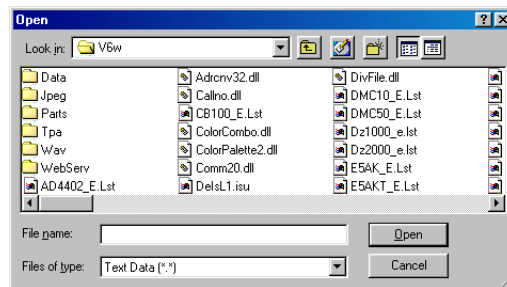 Open
Look in: V6w
Data
Jpeg
Parts
Tpa
Wav
WebServ
AD4402_E.Lst
Adrcnv32.dll
Callno.dll
CB100_E.Lst
ColorCombo.dll
ColorPalette2.dll
Comm20.dll
DelsL1.isu
DivFile.dll
DMC10_E.Lst
DMC50_E.Lst
Dz1000_e.lst
Dz2000_e.lst
E5AK_E.Lst
E5AKT_E.Lst
File name:
Open
Files of type: Text Data (*.*)
Cancel